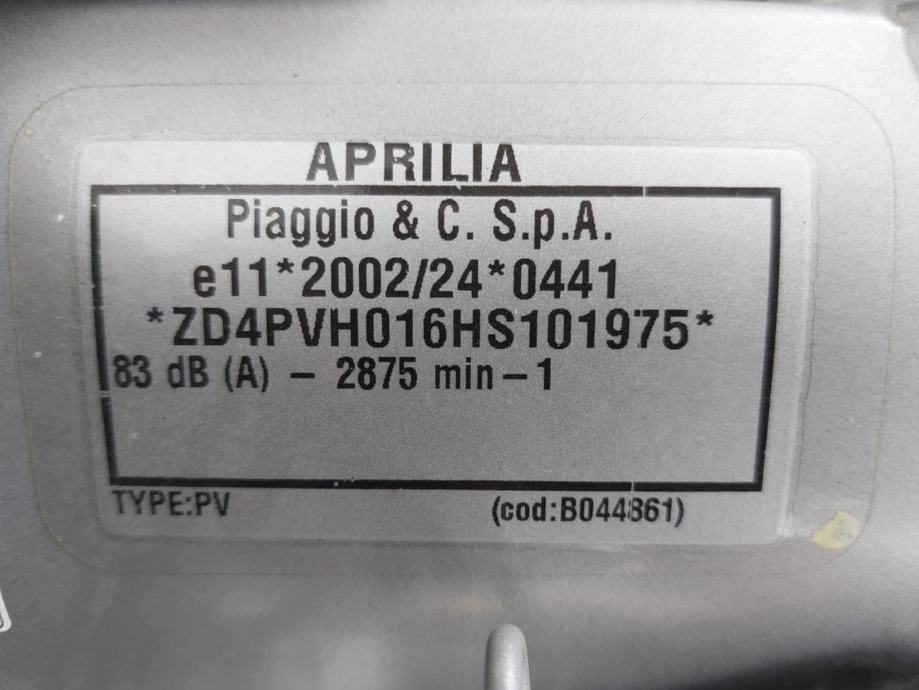 APRILIA
Piaggio & C. S.p.A.
e11*2002/24*0441
*ZD4PVH016HS101975*
83 dB (A) – 2875 min–1
TYPE:PV (cod:B044861)